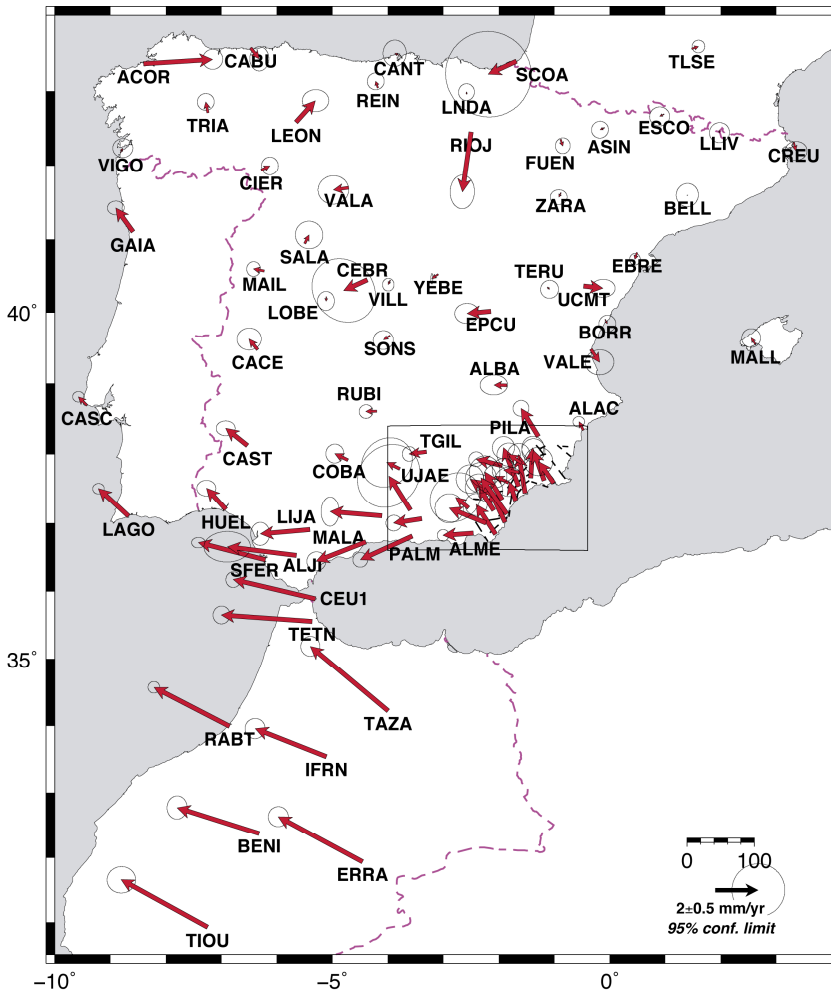 ACOR
CABU
CANT
SCOA
TLSE
REIN
LNDA
TRIA
LEON
RIOJ
ESCO
ASIN
LLIV
FUEN
CREU
VIGO
CIER
VALA
ZARA
BELL
GAIA
SALA
MAIL
CEBR
LOBE
VILL
YEBE
TERU
EBRE
UCMT
40°
EPCU
BORR
CACE
SONS
VALE
MALL
ALBA
RUBI
CASC
ALAC
PILA
CAST
TGIL
COBA
UJAE
LAGO
HUEL
LIJA
MALA
PALM
ALME
SFER
ALJI
CEU1
TETN
35°
TAZA
RABT
IFRN
BENI
ERRA
TIOU
0 100
2±0.5 mm/yr
95% conf. limit
−10°
−5°
0°